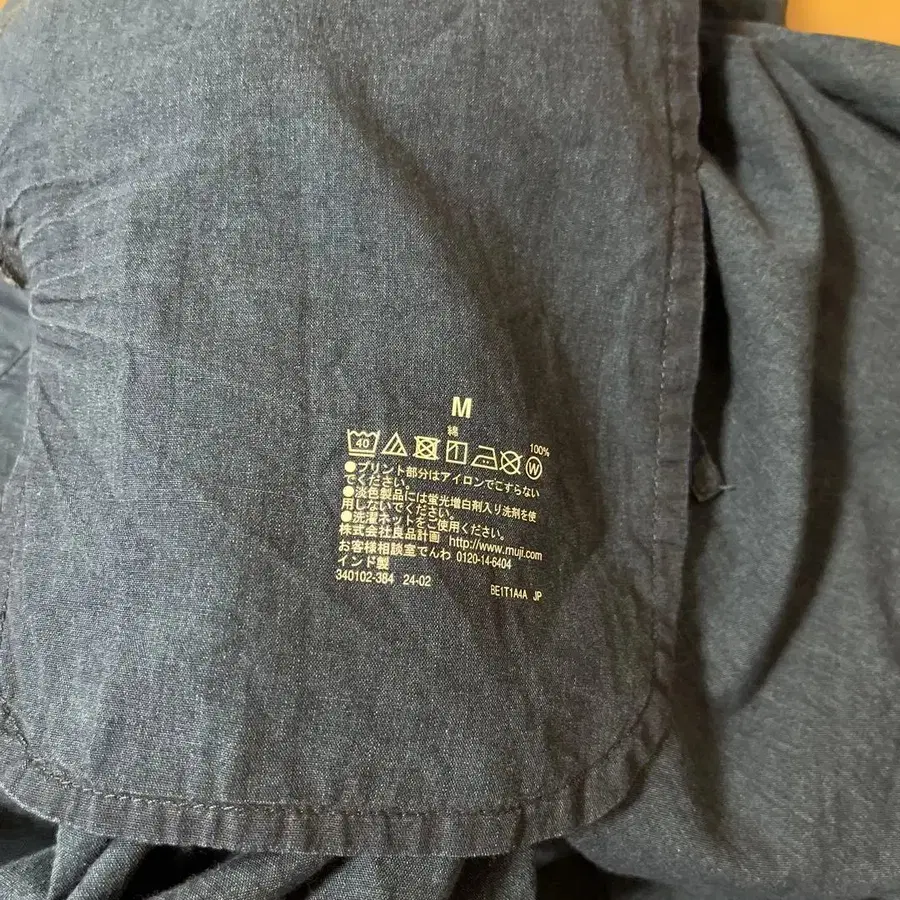 M
綿 100%
40 W
●プリント部分はアイロンでこすらない
でください。
●淡色製品には蛍光増白剤入り洗剤を使
用しないでください。
●洗濯ネットをご使用ください。
株式会社良品計画 http://www.muji.com
お客様相談室でんわ 0120-14-6404
インド製
340102-384 24-02
BE1T1A4A JP